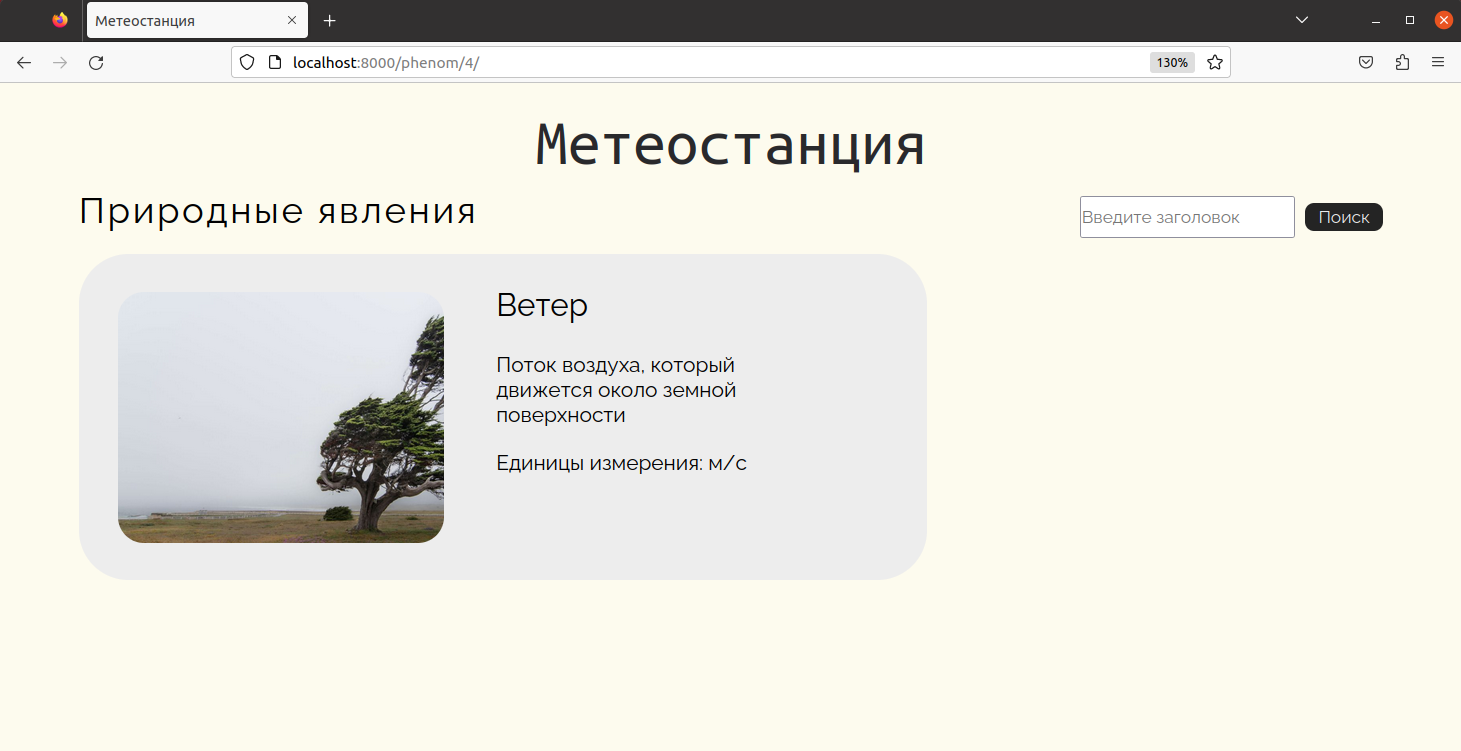 Метеостанция
localhost:8000/phenom/4/
130%
Метеостанция
Природные явления
Введите заголовок
Поиск
Ветер
Поток воздуха, который
движется около земной
поверхности
Единицы измерения: м/с